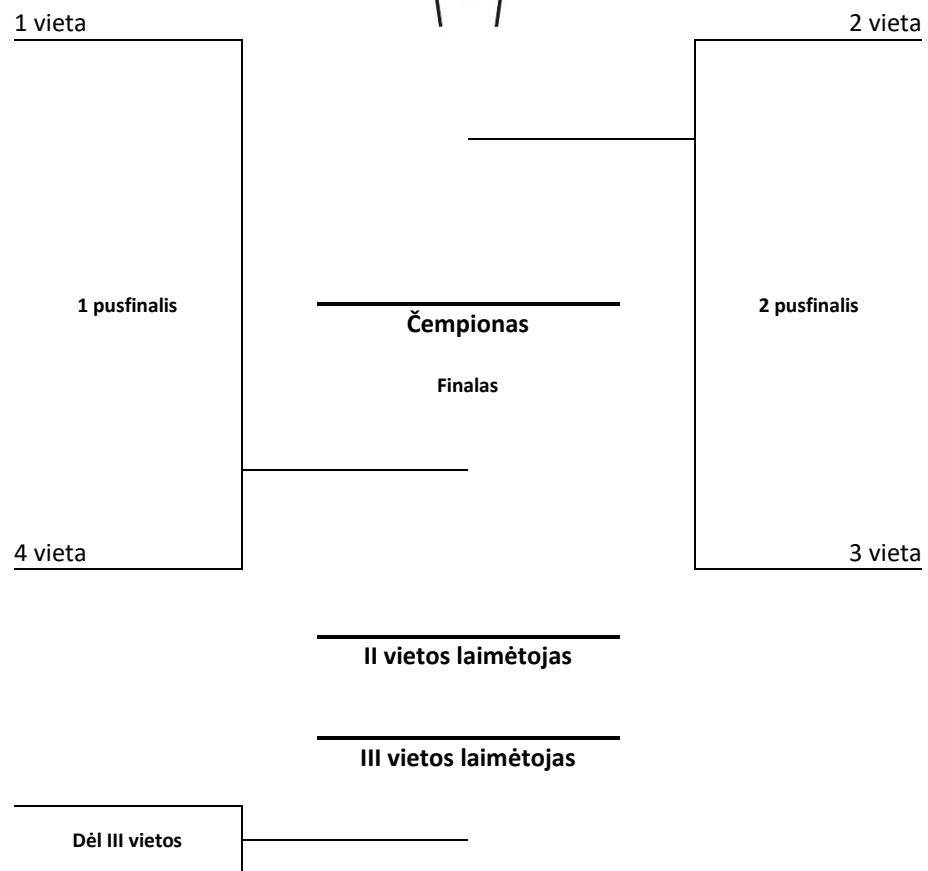 1 vieta
2 vieta
1 pusfinalis
2 pusfinalis
Čempionas
Finalas
4 vieta
3 vieta
II vietos laimėtojas
III vietos laimėtojas
Dėl III vietos